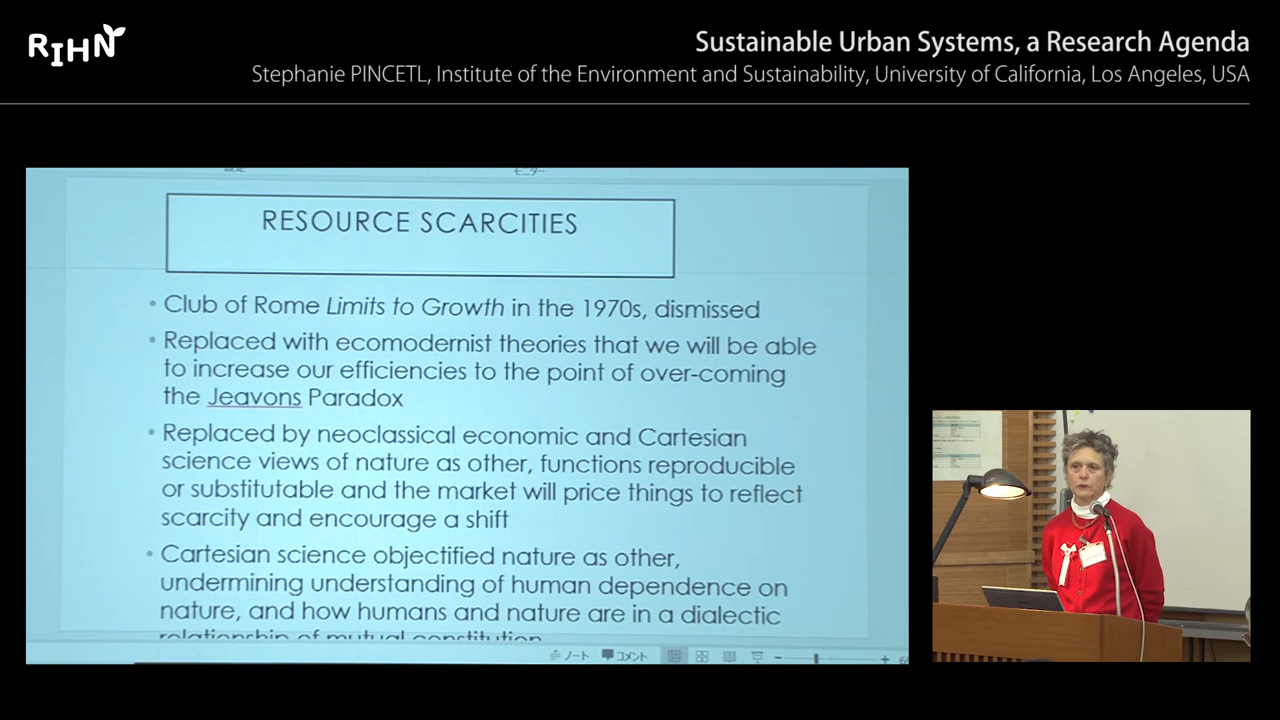 RIHN
Sustainable Urban Systems, a Research Agenda
Stephanie PINCETL, Institute of the Environment and Sustainability, University of California, Los Angeles, USA
RESOURCE SCARCITIES
• Club of Rome Limits to Growth in the 1970s, dismissed
• Replaced with ecomodernist theories that we will be able
to increase our efficiencies to the point of over-coming
the Jeavons Paradox
• Replaced by neoclassical economic and Cartesian
science views of nature as other, functions reproducible
or substitutable and the market will price things to reflect
scarcity and encourage a shift
• Cartesian science objectified nature as other,
undermining understanding of human dependence on
nature, and how humans and nature are in a dialectic
relationship of mutual constitution
ノート コメント